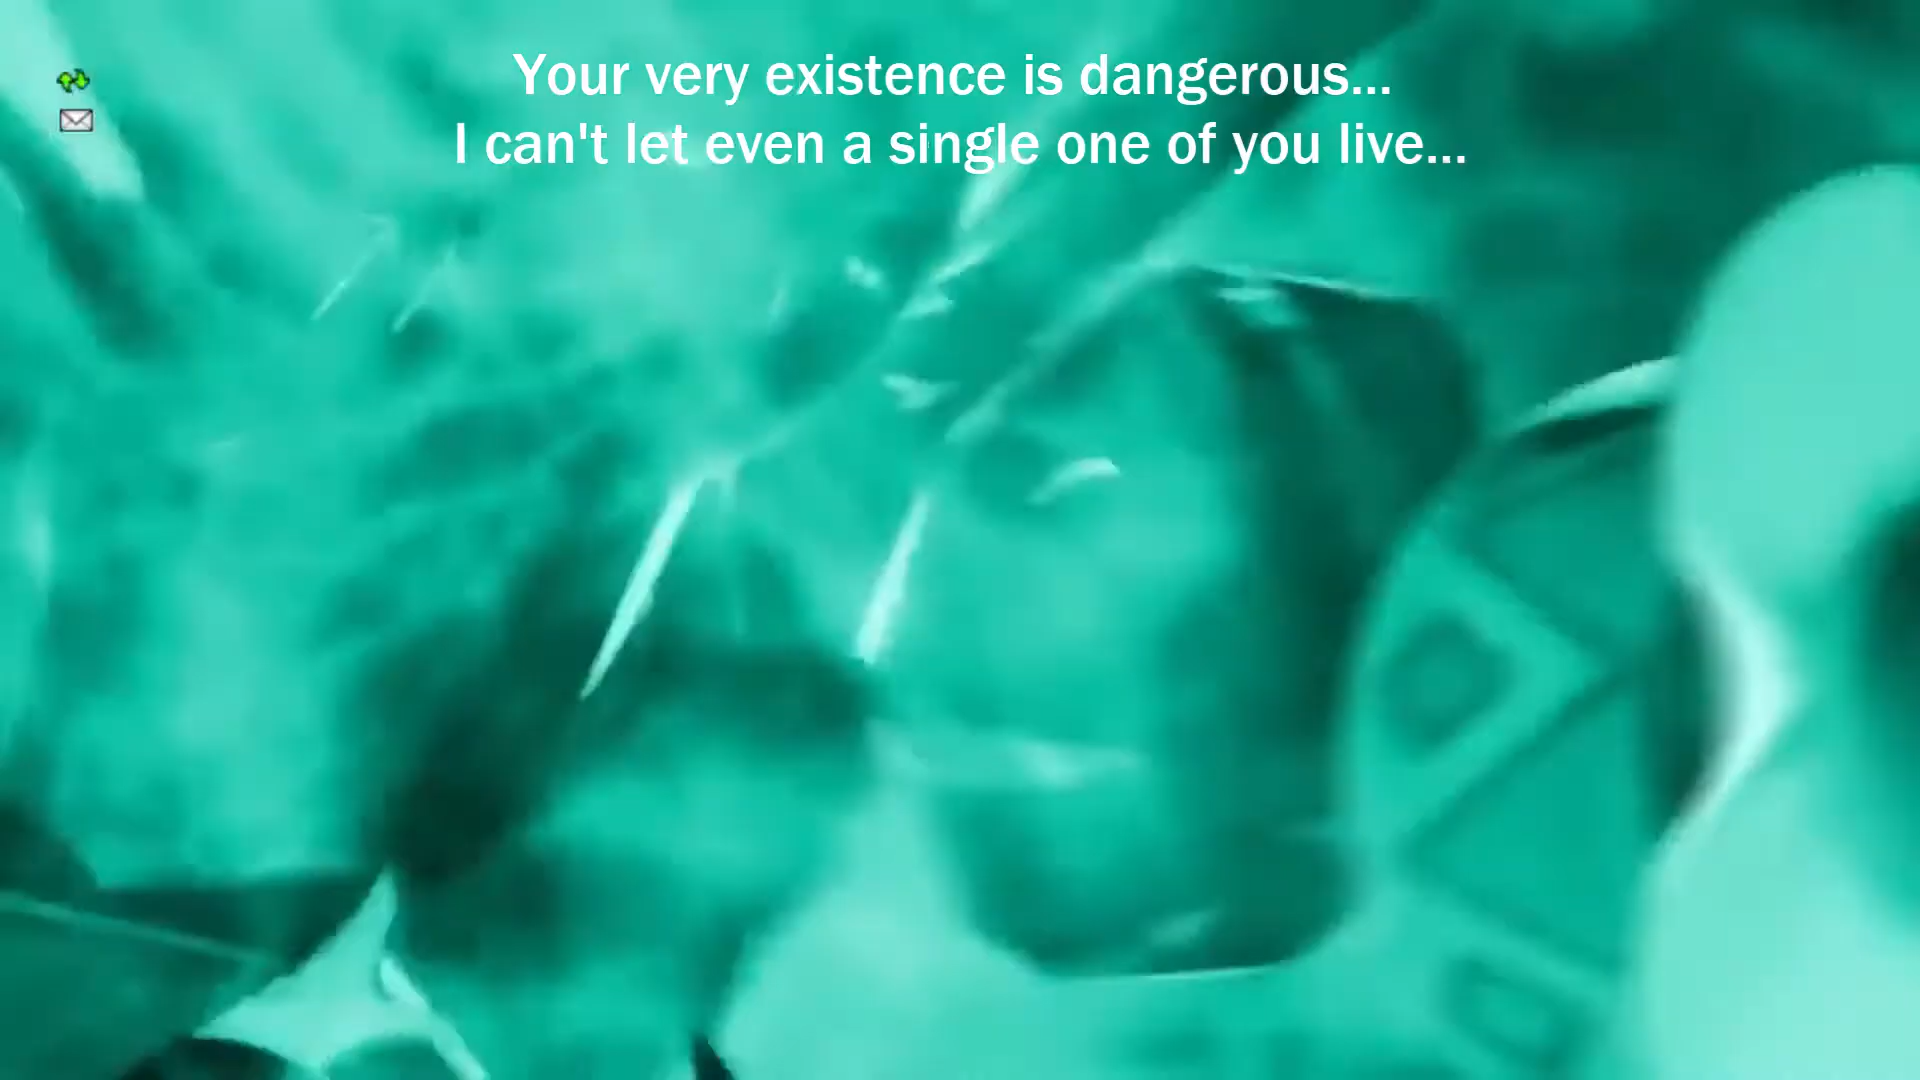 Your very existence is dangerous...
I can't let even a single one of you live...